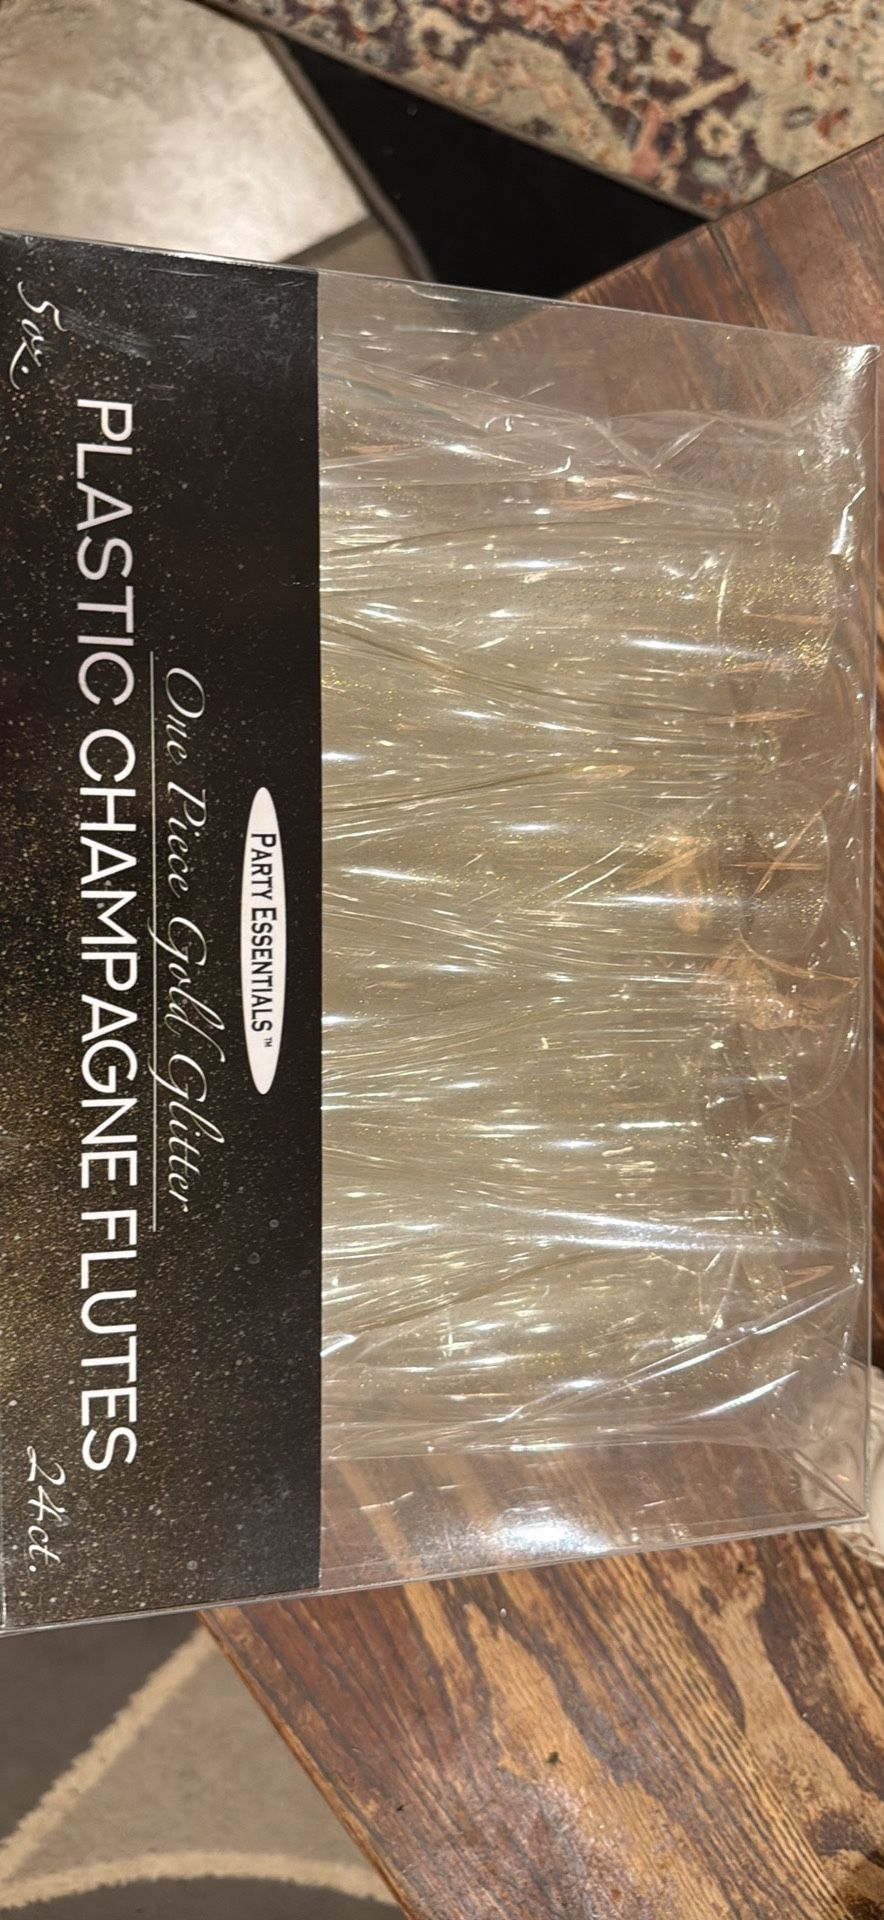 PARTY ESSENTIALS™
One Piece Gold Glitter
PLASTIC CHAMPAGNE FLUTES
5oz.
24ct.